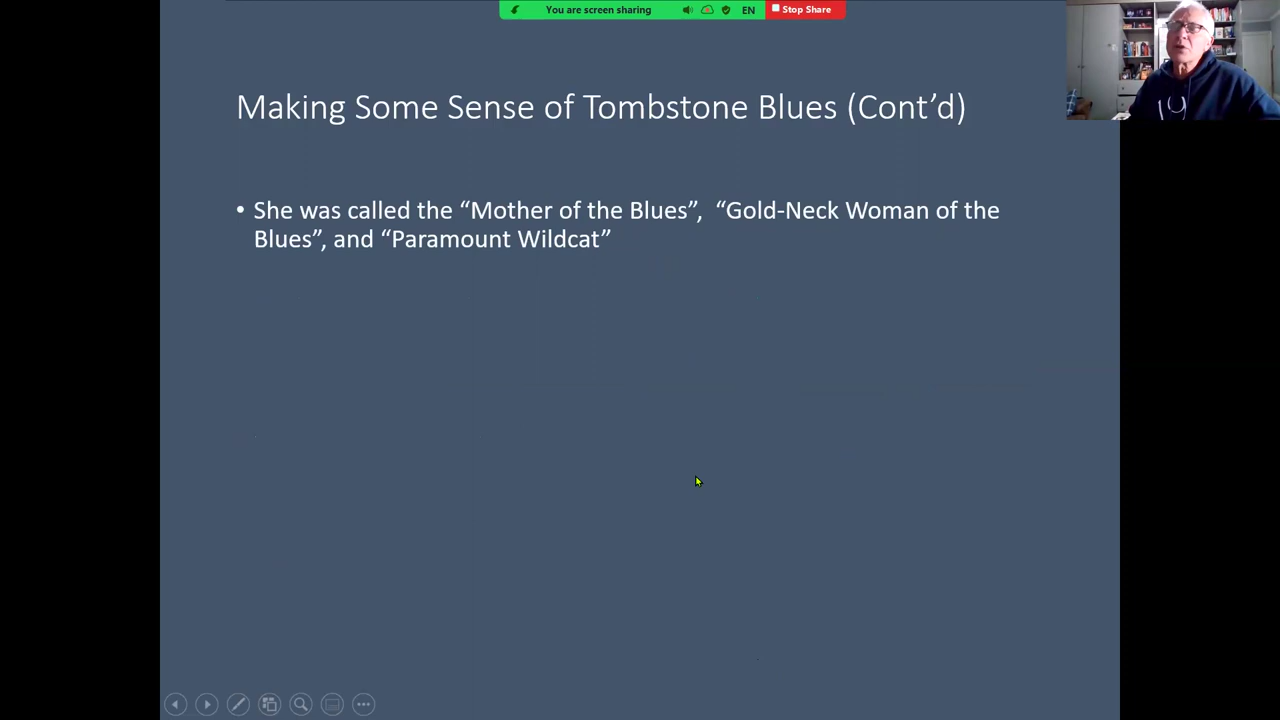 You are screen sharing EN Stop Share
Making Some Sense of Tombstone Blues (Cont’d)
• She was called the “Mother of the Blues”, “Gold-Neck Woman of the
Blues”, and “Paramount Wildcat”